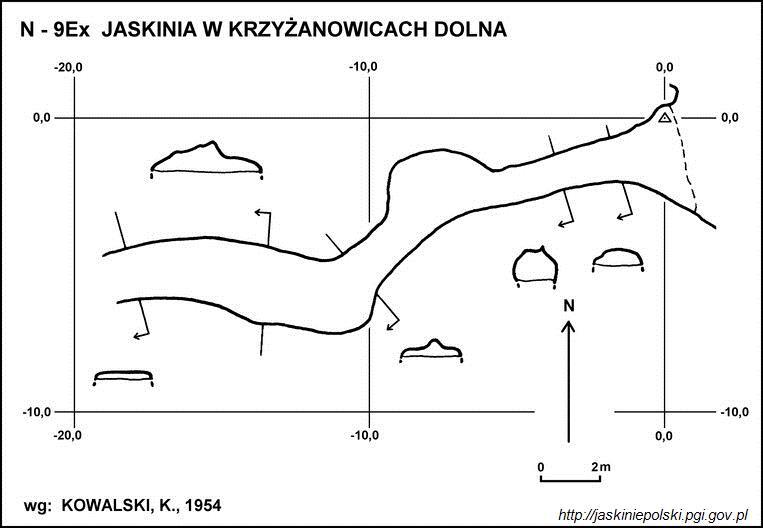 N - 9Ex JASKINIA W KRZYŻANOWICACH DOLNA
-20,0 -10,0 0,0
0,0 0,0
N
-10,0 -10,0
-20,0 -10,0 0,0
0 2m
wg: KOWALSKI, K., 1954
http://jaskiniepolski.pgi.gov.pl